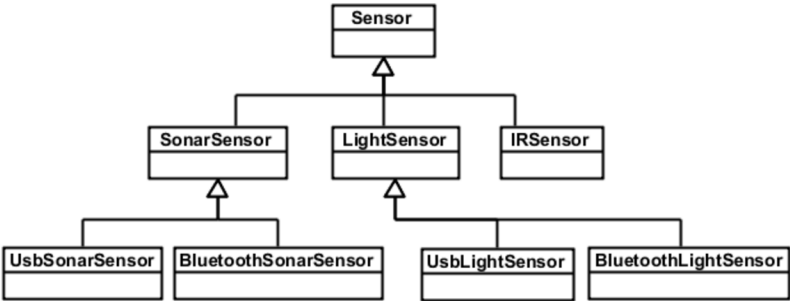 Sensor
SonarSensor
LightSensor
IRSensor
UsbSonarSensor
BluetoothSonarSensor
UsbLightSensor
BluetoothLightSensor